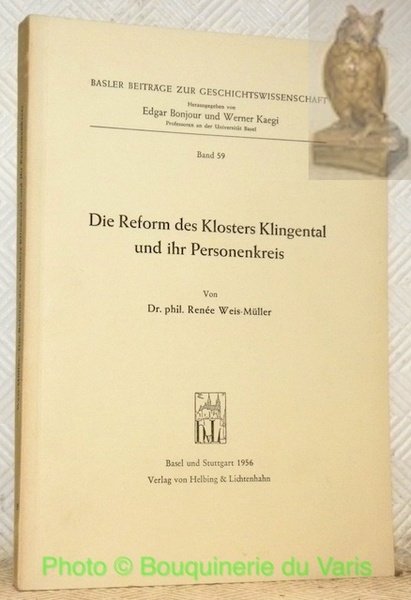 BASLER BEITRÄGE ZUR GESCHICHTSWISSENSCHAFT
Herausgegeben von
Edgar Bonjour und Werner Kaegi
Professoren an der Universität Basel
Band 59
Die Reform des Klosters Klingental
und ihr Personenkreis
Von
Dr. phil. Renée Weis-Müller
Basel und Stuttgart 1956
Verlag von Helbing & Lichtenhahn
Photo © Bouquinerie du Varis